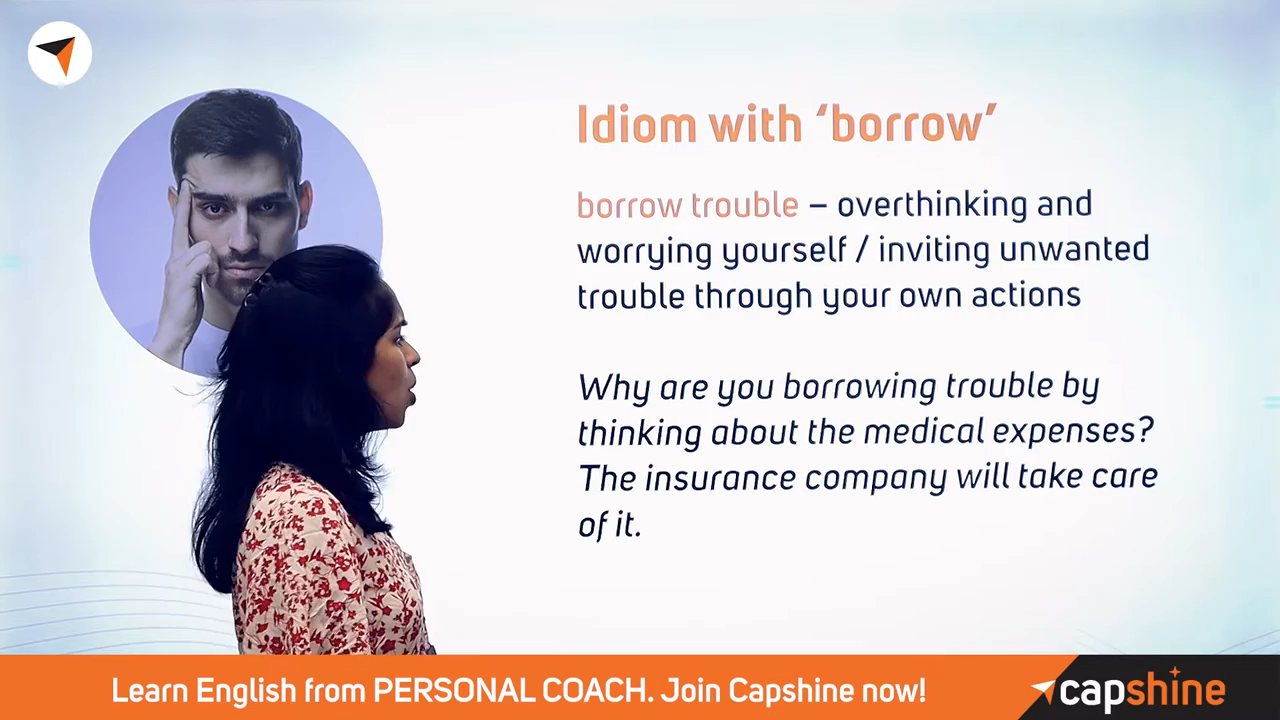 Idiom with ‘borrow’
borrow trouble – overthinking and
worrying yourself / inviting unwanted
trouble through your own actions
Why are you borrowing trouble by
thinking about the medical expenses?
The insurance company will take care
of it.
Learn English from PERSONAL COACH. Join Capshine now!
capshine